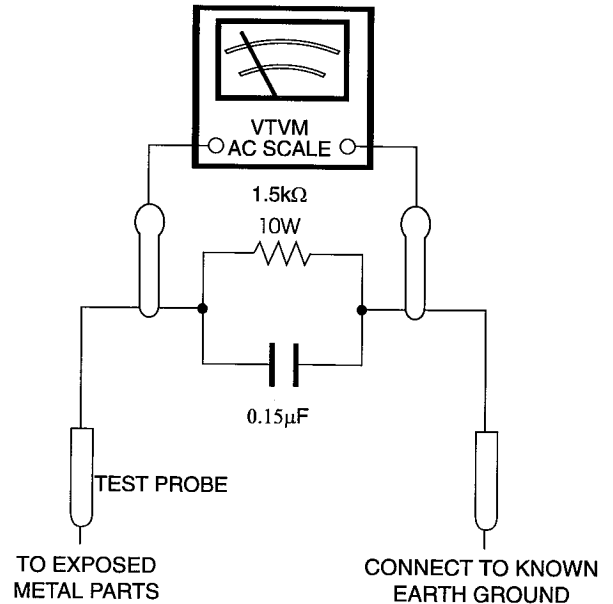 VTVM
AC SCALE
1.5kΩ
10W
0.15µF
TEST PROBE
TO EXPOSED
METAL PARTS
CONNECT TO KNOWN
EARTH GROUND